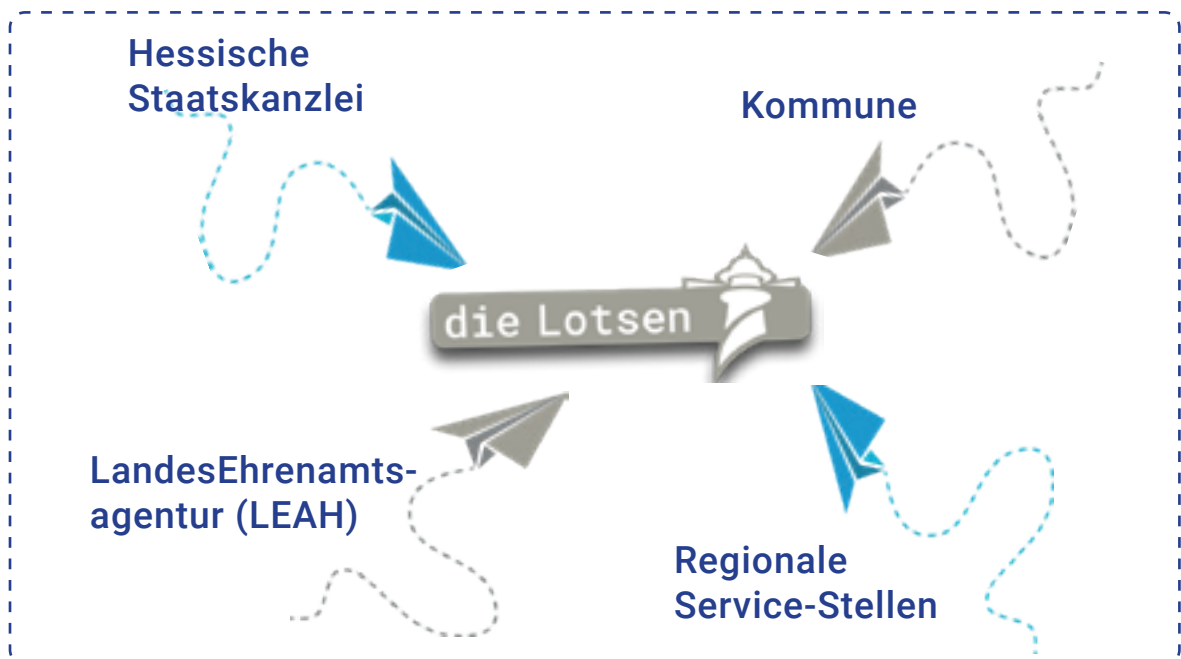 Hessische
Staatskanzlei
Kommune
die Lotsen
LandesEhrenamts-
agentur (LEAH)
Regionale
Service-Stellen